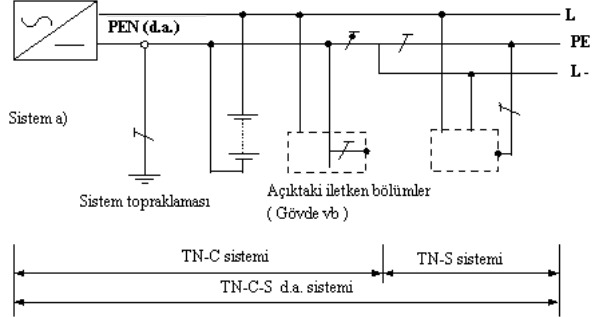 L
PEN (d.a.)
PE
L -
Sistem a)
Sistem topraklaması
Açıktaki iletken bölümler
( Gövde vb )
TN-C sistemi
TN-S sistemi
TN-C-S d.a. sistemi